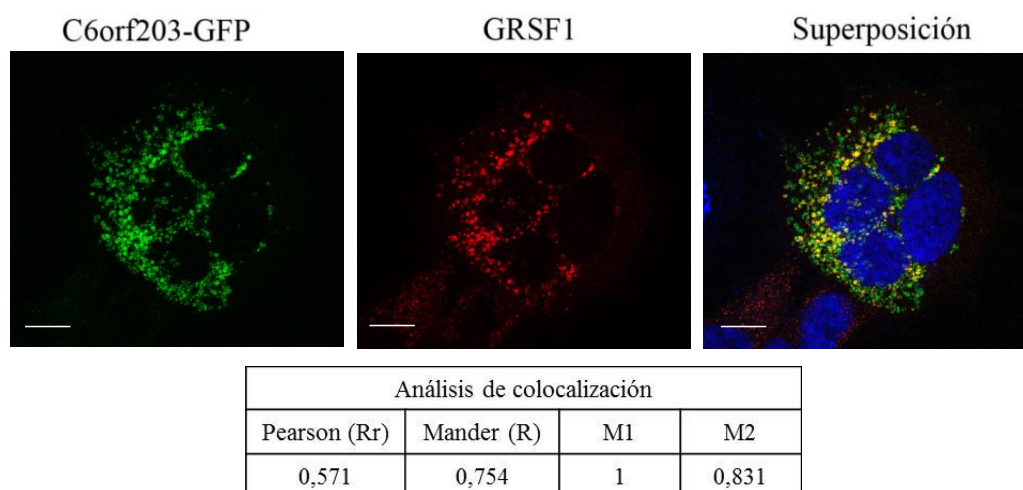 C6orf203-GFP GRSF1 Superposición
Análisis de colocalización
Pearson (Rr) Mander (R) M1 M2
0,571 0,754 1 0,831